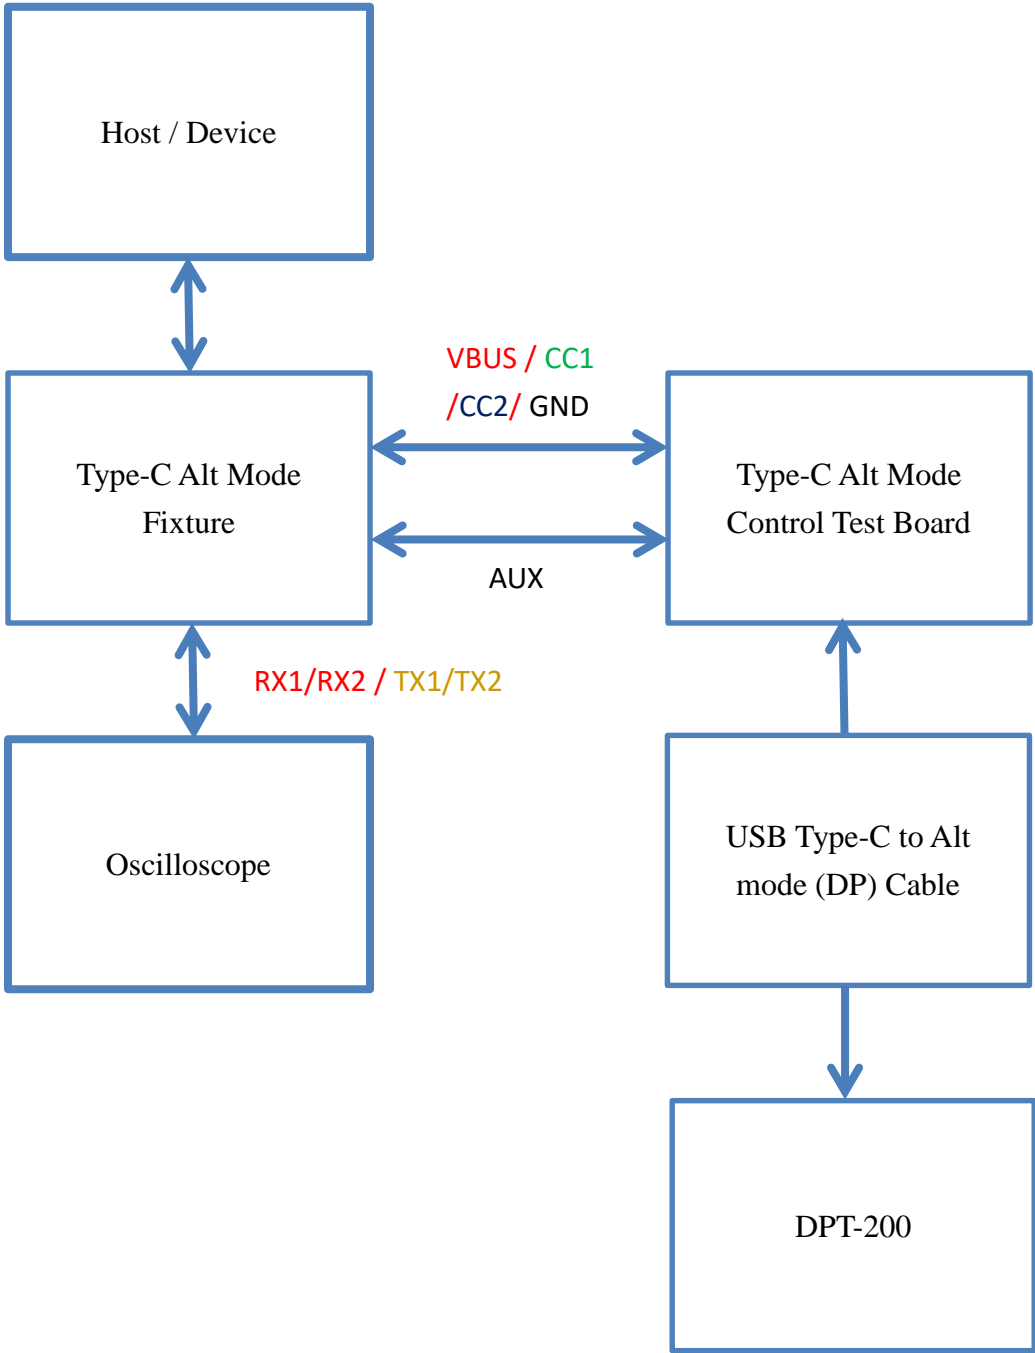 Host / Device
VBUS / CC1
/CC2/ GND
Type-C Alt Mode
Fixture
Type-C Alt Mode
Control Test Board
AUX
RX1/RX2 / TX1/TX2
Oscilloscope
USB Type-C to Alt
mode (DP) Cable
DPT-200